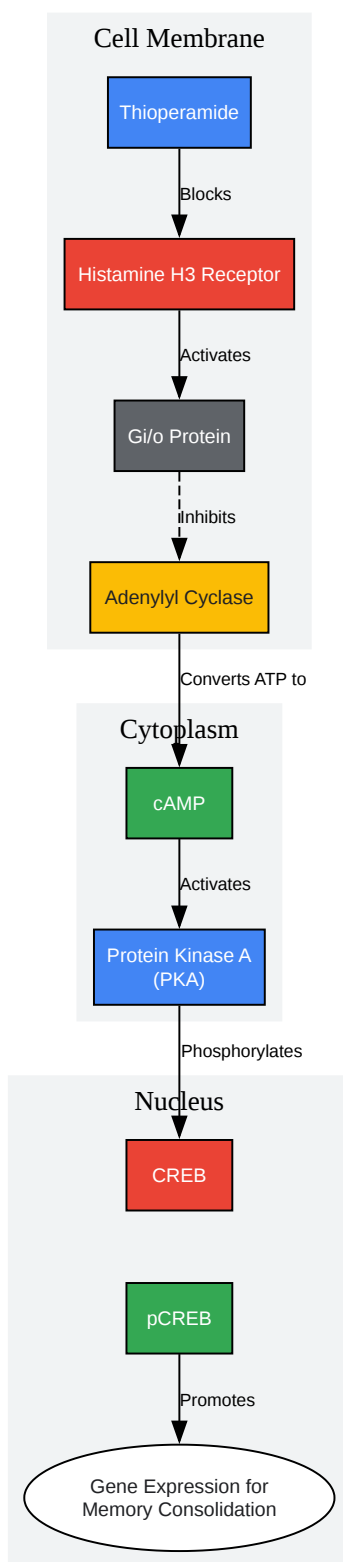 Cell Membrane
Thioperamide
Blocks
Histamine H3 Receptor
Activates
Gi/o Protein
Inhibits
Adenylyl Cyclase
Converts ATP to
Cytoplasm
cAMP
Activates
Protein Kinase A
(PKA)
Phosphorylates
Nucleus
CREB
pCREB
Promotes
Gene Expression for
Memory Consolidation